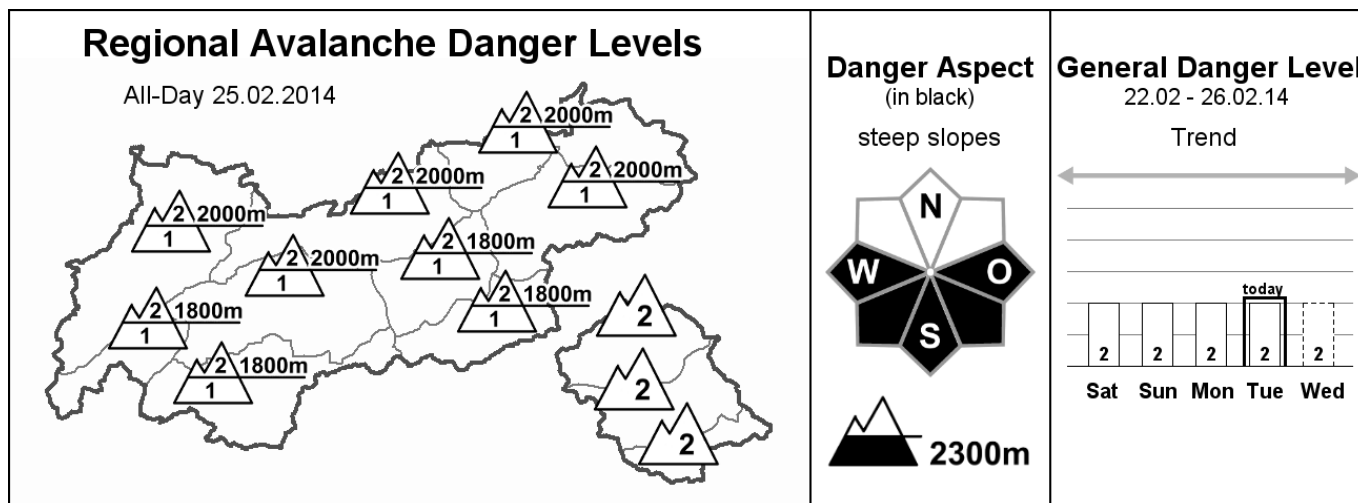 Regional Avalanche Danger Levels
All-Day 25.02.2014
2 2000m
1
2 2000m
1
2 2000m
1
2 2000m
1
2 1800m
1
2 2000m
1
2 1800m
1
2 1800m
1
2 1800m
1
2
2
2
Danger Aspect
(in black)
steep slopes
N
W O
S
2300m
General Danger Level
22.02 - 26.02.14
Trend
today
2 2 2 2 2
Sat Sun Mon Tue Wed